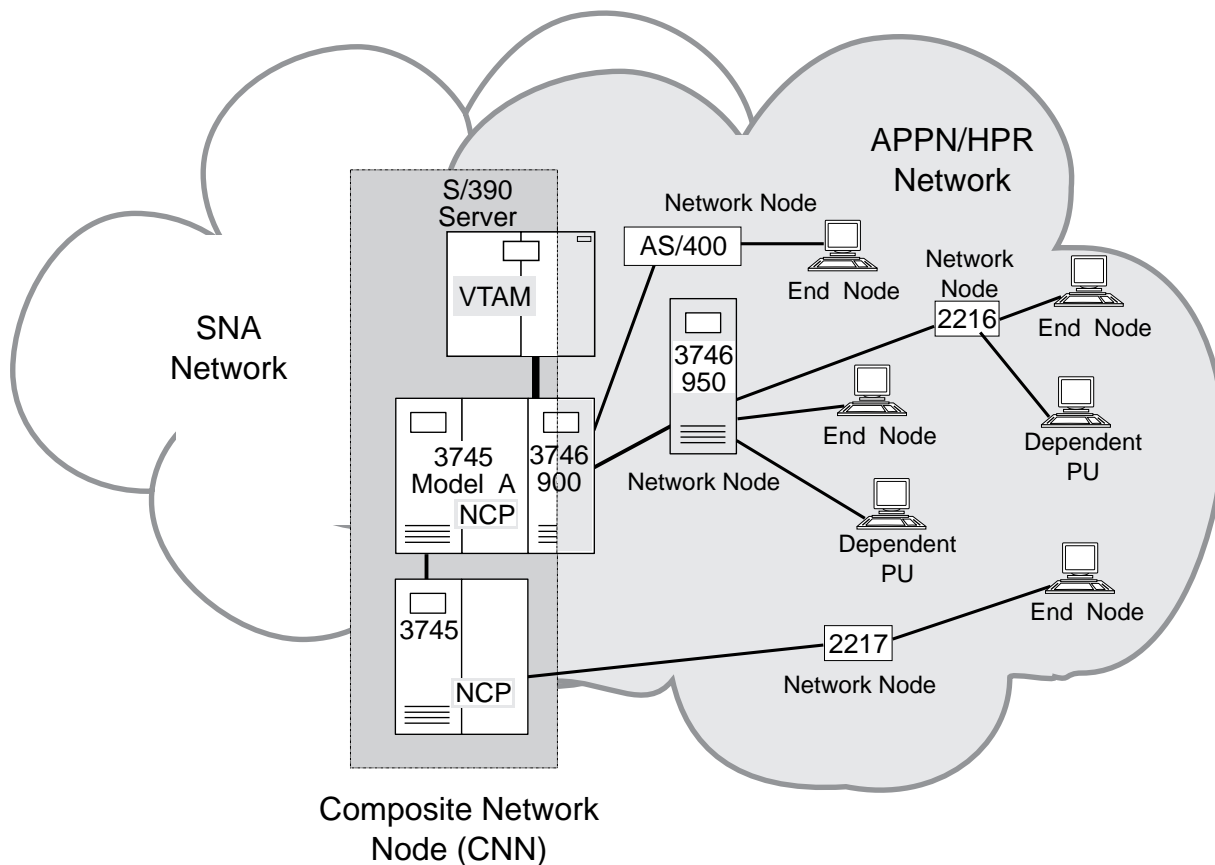 APPN/HPR
Network
S/390
Server
VTAM
Network Node
AS/400
End Node
Network
Node
2216
End Node
SNA
Network
3746
950
End Node
Dependent
PU
3745
Model A
NCP
3746
900
Network Node
Dependent
PU
3745
NCP
2217
Network Node
End Node
Composite Network
Node (CNN)